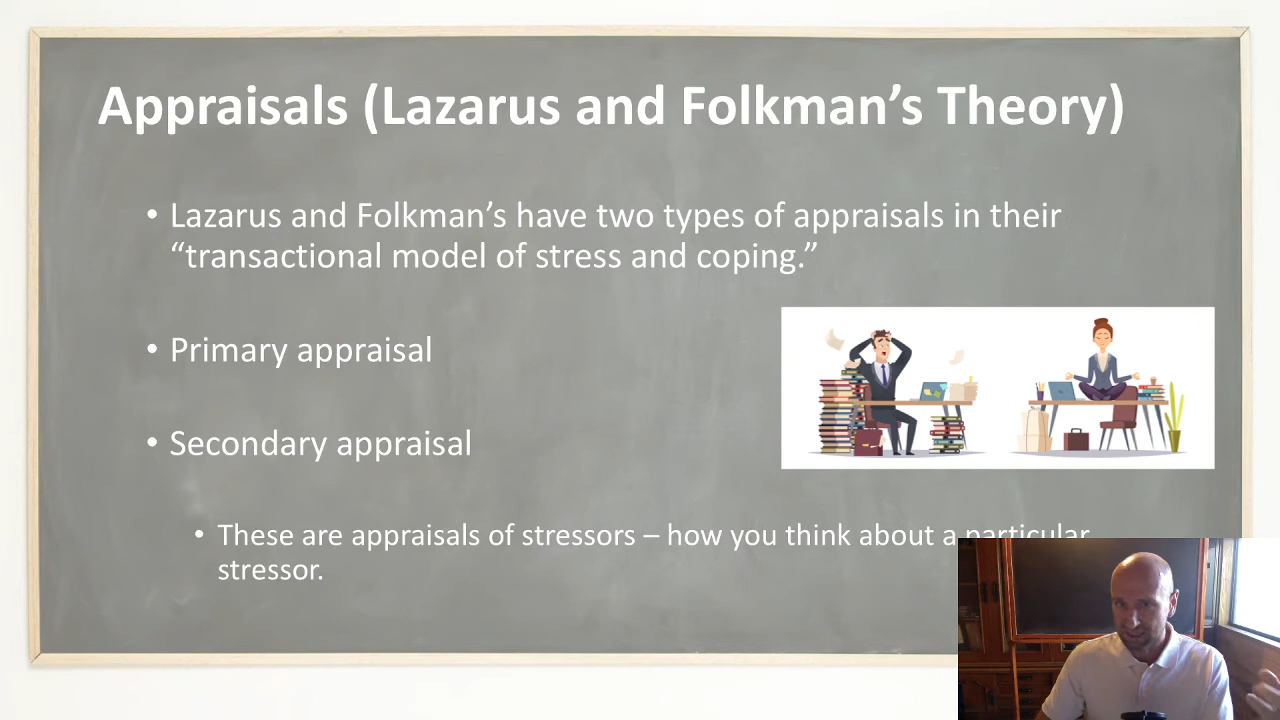 Appraisals (Lazarus and Folkman’s Theory)
• Lazarus and Folkman’s have two types of appraisals in their
“transactional model of stress and coping.”
• Primary appraisal
• Secondary appraisal
• These are appraisals of stressors – how you think about a particular
stressor.